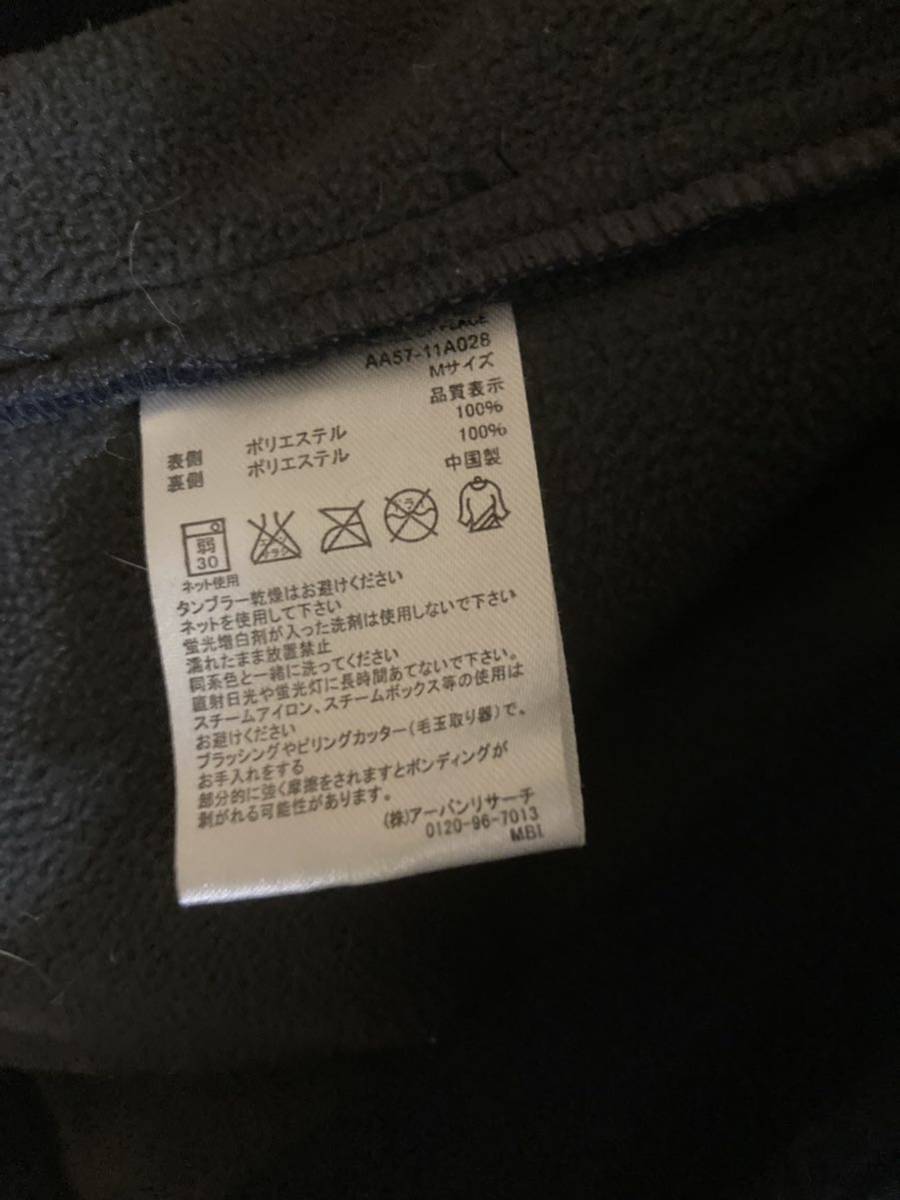 AA57-11A028
Mサイズ
品質表示
表側 ポリエステル 100%
裏側 ポリエステル 100%
中国製
弱
30
エンソ
サラシ
ドライ
ネット使用
タンブラー乾燥はお避けください
ネットを使用して下さい
蛍光増白剤が入った洗剤は使用しないで下さい
濡れたまま放置禁止
同系色と一緒に洗ってください
直射日光や蛍光灯に長時間あてないで下さい。
スチームアイロン、スチームボックス等の使用は
お避けください
ブラッシングやピリングカッター(毛玉取り器)で、
お手入れをする
部分的に強く摩擦をされますとボンディングが
剥がれる可能性があります。
(株)アーバンリサーチ
0120-96-7013
MBI